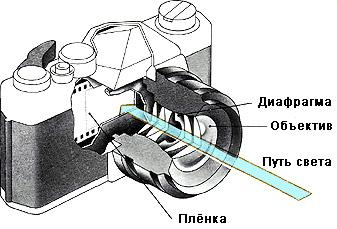 Диафрагма
Объектив
Путь света
Плёнка